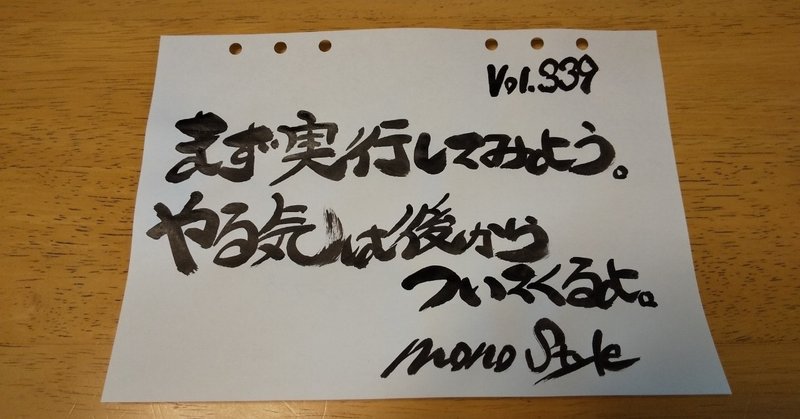 Vol.339
まず実行してみよう。
やる気は後から
ついてくるよ。
mono Style